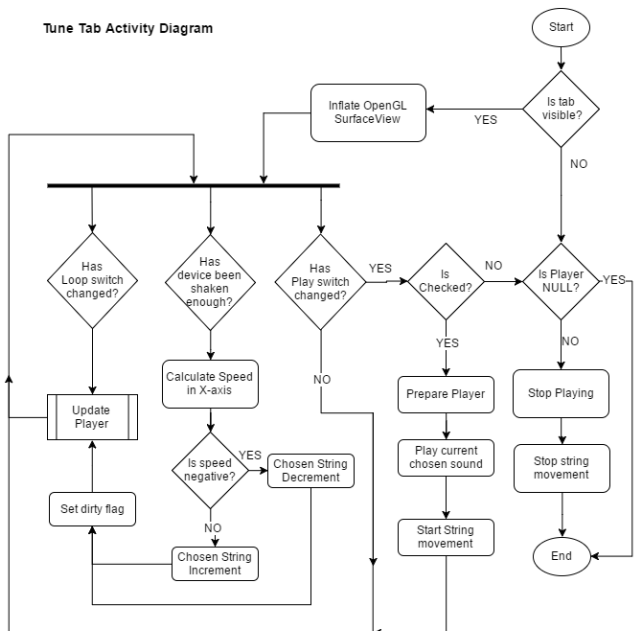 Tune Tab Activity Diagram
Start
Is tab
visible?
YES
NO
Inflate OpenGL
SurfaceView
Has
Loop switch
changed?
Has
device been
shaken
enough?
Has
Play switch
changed?
YES
NO
Is
Checked?
NO
YES
Is Player
NULL?
YES
NO
Calculate Speed
in X-axis
Update
Player
Is speed
negative?
YES
NO
Chosen String
Decrement
Set dirty flag
Chosen String
Increment
Prepare Player
Play current
chosen sound
Start String
movement
Stop Playing
Stop string
movement
End